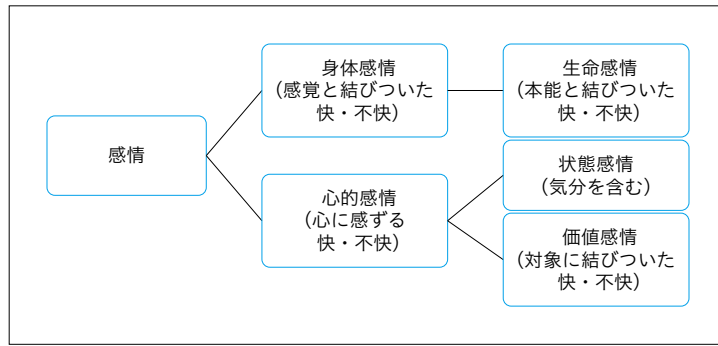 感情
身体感情
(感覚と結びついた
快・不快)
生命感情
(本能と結びついた
快・不快)
心的感情
(心に感ずる
快・不快)
状態感情
(気分を含む)
価値感情
(対象に結びついた
快・不快)